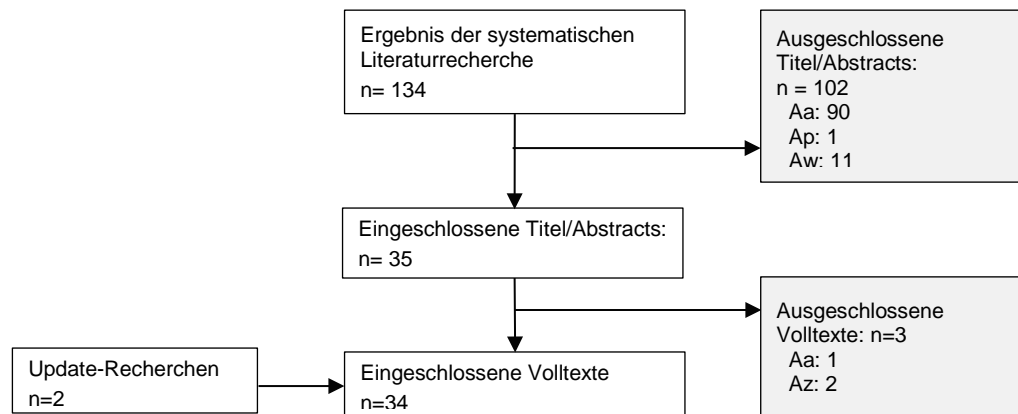 Ergebnis der systematischen
Literaturrecherche
n= 134
Ausgeschlossene
Titel/Abstracts:
n = 102
Aa: 90
Ap: 1
Aw: 11
Eingeschlossene Titel/Abstracts:
n= 35
Ausgeschlossene
Volltexte: n=3
Aa: 1
Az: 2
Update-Recherchen
n=2
Eingeschlossene Volltexte
n=34